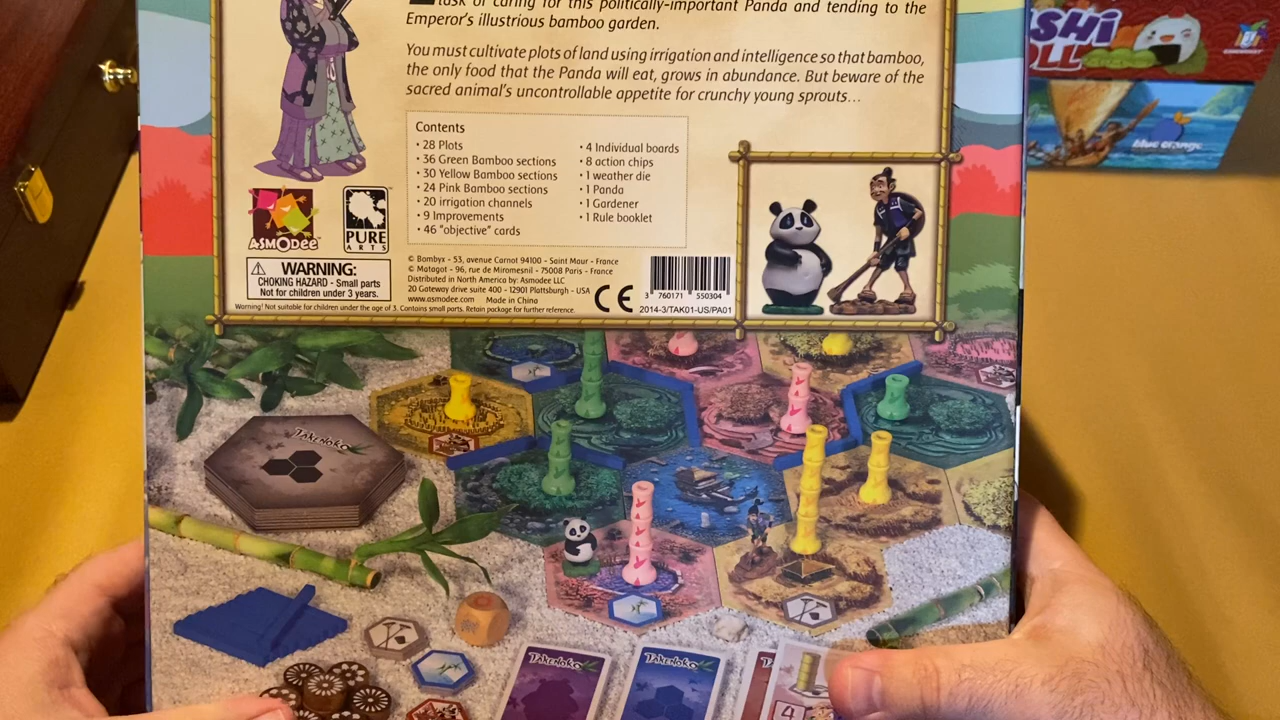 task of caring for this politically-important Panda and tending to the
Emperor's illustrious bamboo garden.
You must cultivate plots of land using irrigation and intelligence so that bamboo,
the only food that the Panda will eat, grows in abundance. But beware of the
sacred animal's uncontrollable appetite for crunchy young sprouts...
Contents
• 28 Plots
• 36 Green Bamboo sections
• 30 Yellow Bamboo sections
• 24 Pink Bamboo sections
• 20 irrigation channels
• 9 Improvements
• 46 "objective" cards
• 4 Individual boards
• 8 action chips
• 1 weather die
• 1 Panda
• 1 Gardener
• 1 Rule booklet
ASMODee
PURE
ARTS
WARNING:
CHOKING HAZARD - Small parts
Not for children under 3 years.
Warning! Not suitable for children under the age of 3. Contains small parts. Retain package for further reference.
© Bombyx - 53, avenue Carnot 94100 - Saint Maur - France
© Matagot - 96, rue de Miromesnil - 75008 Paris - France
Distributed in North America by: Asmodee LLC
20 Gateway drive suite 400 - 12901 Plattsburgh - USA
www.asmodee.com Made in China
CE
3 760171 550304
2014-3/TAK01-US/PA01
TAKENOKO
TAKENOKO
TAKENOKO
4
SHI
OLL
GAMEWRIGHT
blue orange